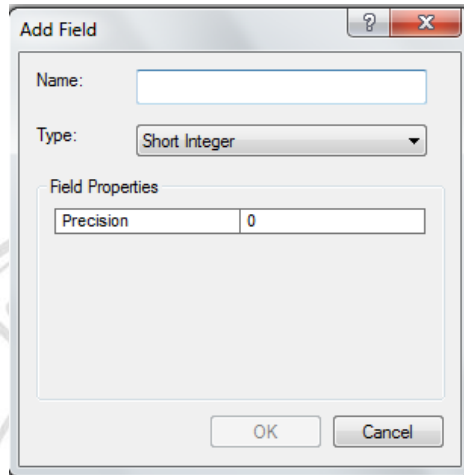 Add Field
?
X
Name:
Type:
Short Integer
Field Properties
Precision 0
OK Cancel